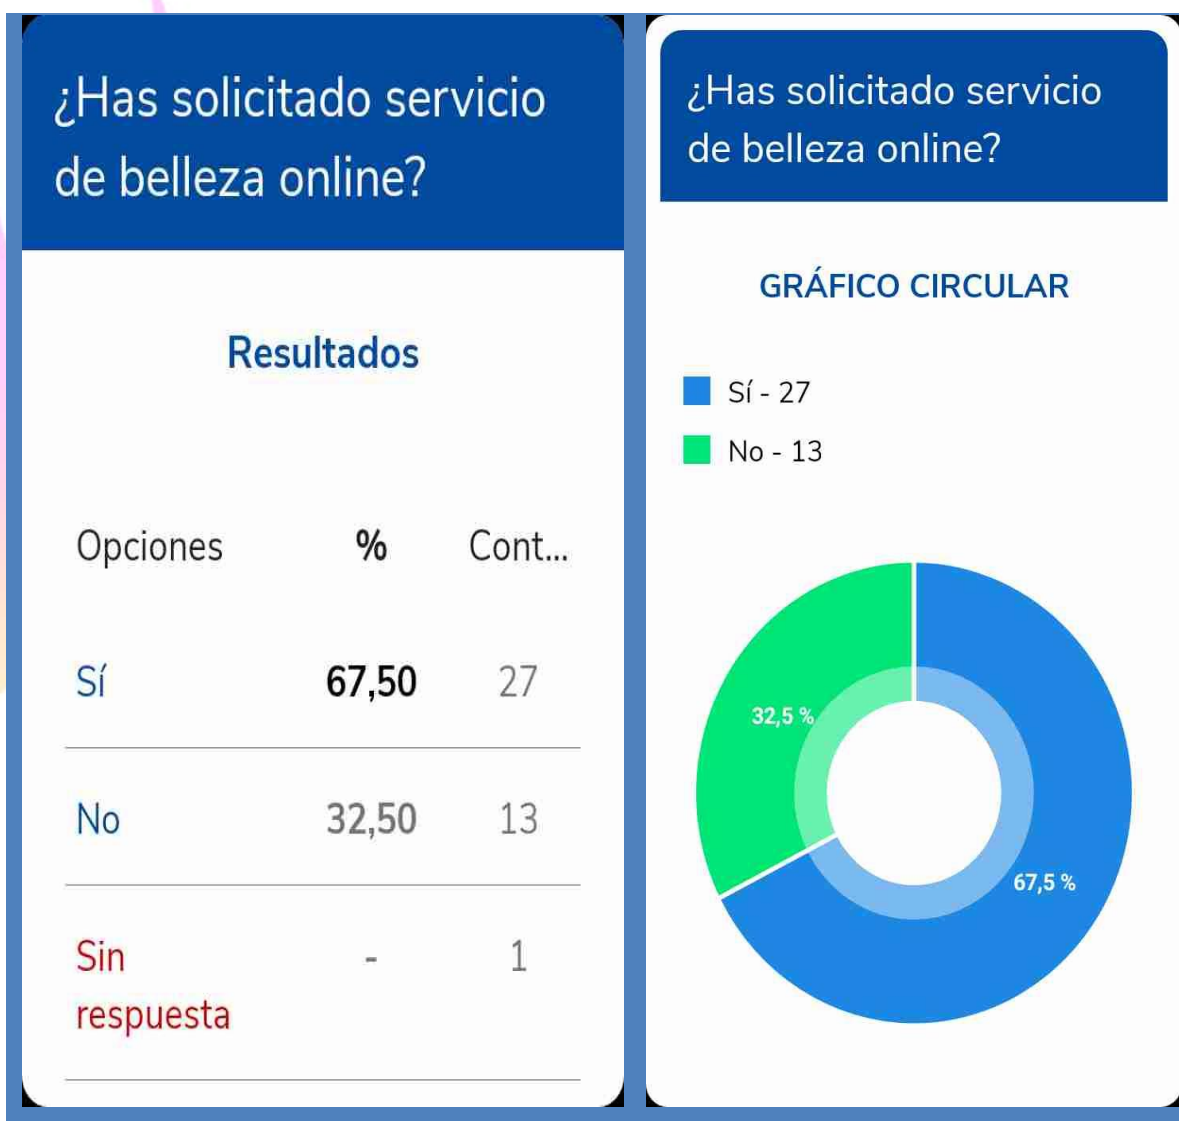 ¿Has solicitado servicio
de belleza online?
Resultados
Opciones % Cont...
Sí 67,50 27
No 32,50 13
Sin - 1
respuesta
¿Has solicitado servicio
de belleza online?
GRÁFICO CIRCULAR
Sí - 27
No - 13
32,5 %
67,5 %